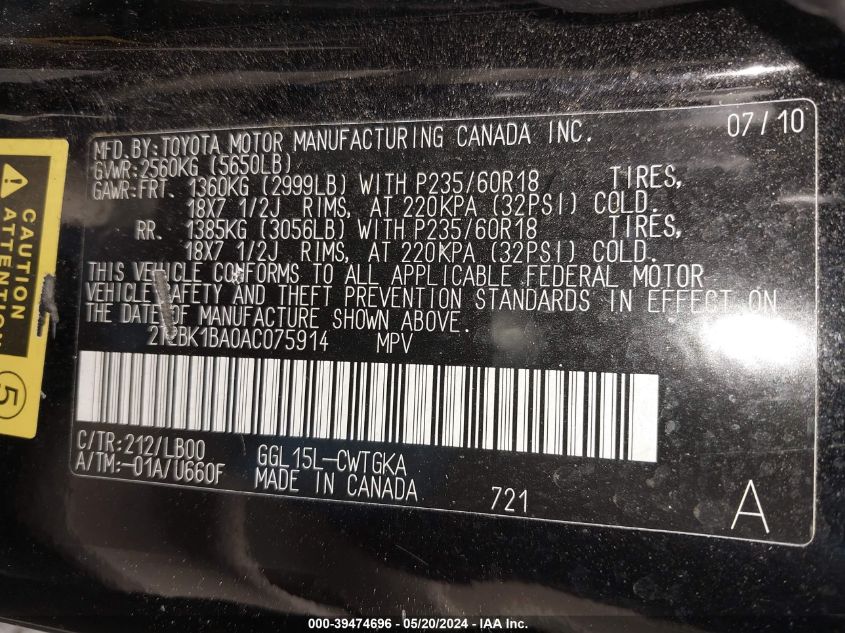 MFD. BY: TOYOTA MOTOR MANUFACTURING CANADA INC. 07/10
GVWR: 2560KG (5650LB)
GAWR: FRT. 1360KG (2999LB) WITH P235/60R18 TIRES,
18X7 1/2J RIMS, AT 220KPA (32PSI) COLD.
RR. 1385KG (3056LB) WITH P235/60R18 TIRES,
18X7 1/2J RIMS, AT 220KPA (32PSI) COLD.
THIS VEHICLE CONFORMS TO ALL APPLICABLE FEDERAL MOTOR
VEHICLE SAFETY AND THEFT PREVENTION STANDARDS IN EFFECT ON
THE DATE OF MANUFACTURE SHOWN ABOVE.
2T2BK1BA0AC075914 MPV
C/TR: 212/LB00 GGL15L-CWTGKA
A/TM: -01A/U660F MADE IN CANADA 721 A
CAUTION
ATTENTION
5
000-39474696 - 05/20/2024 - IAA Inc.